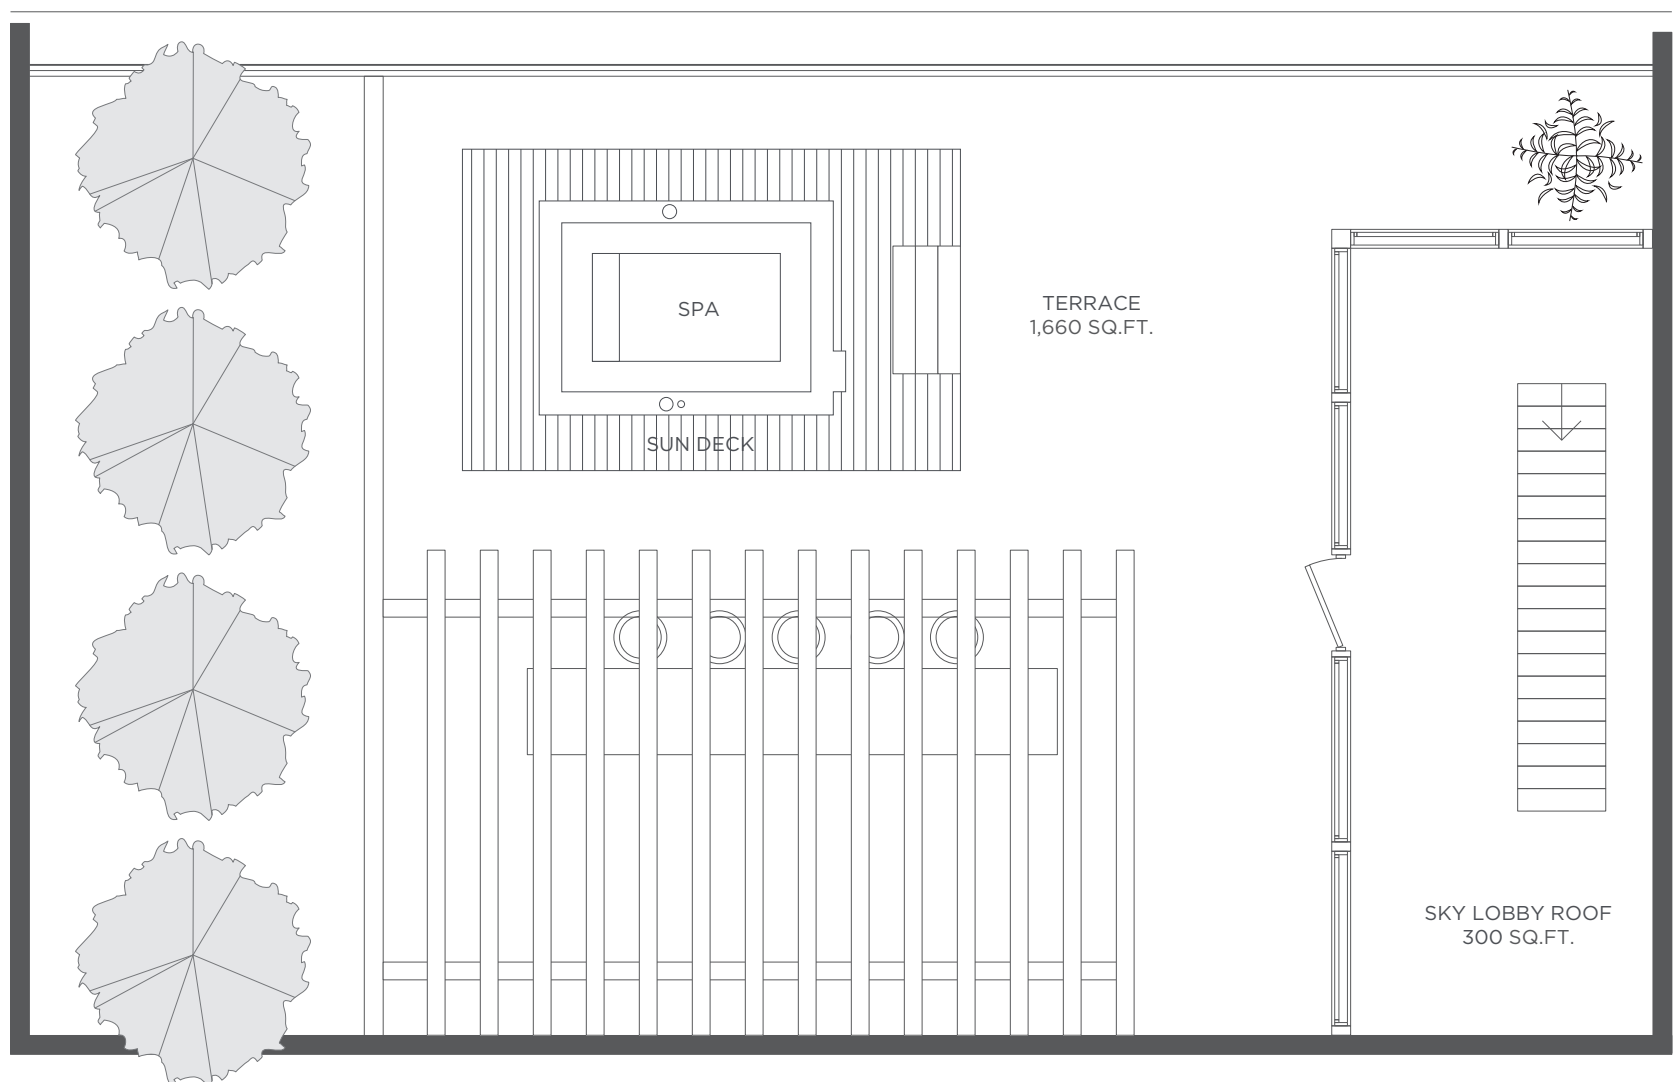 SPA
TERRACE
1,660 SQ.FT.
SUN DECK
SKY LOBBY ROOF
300 SQ.FT.